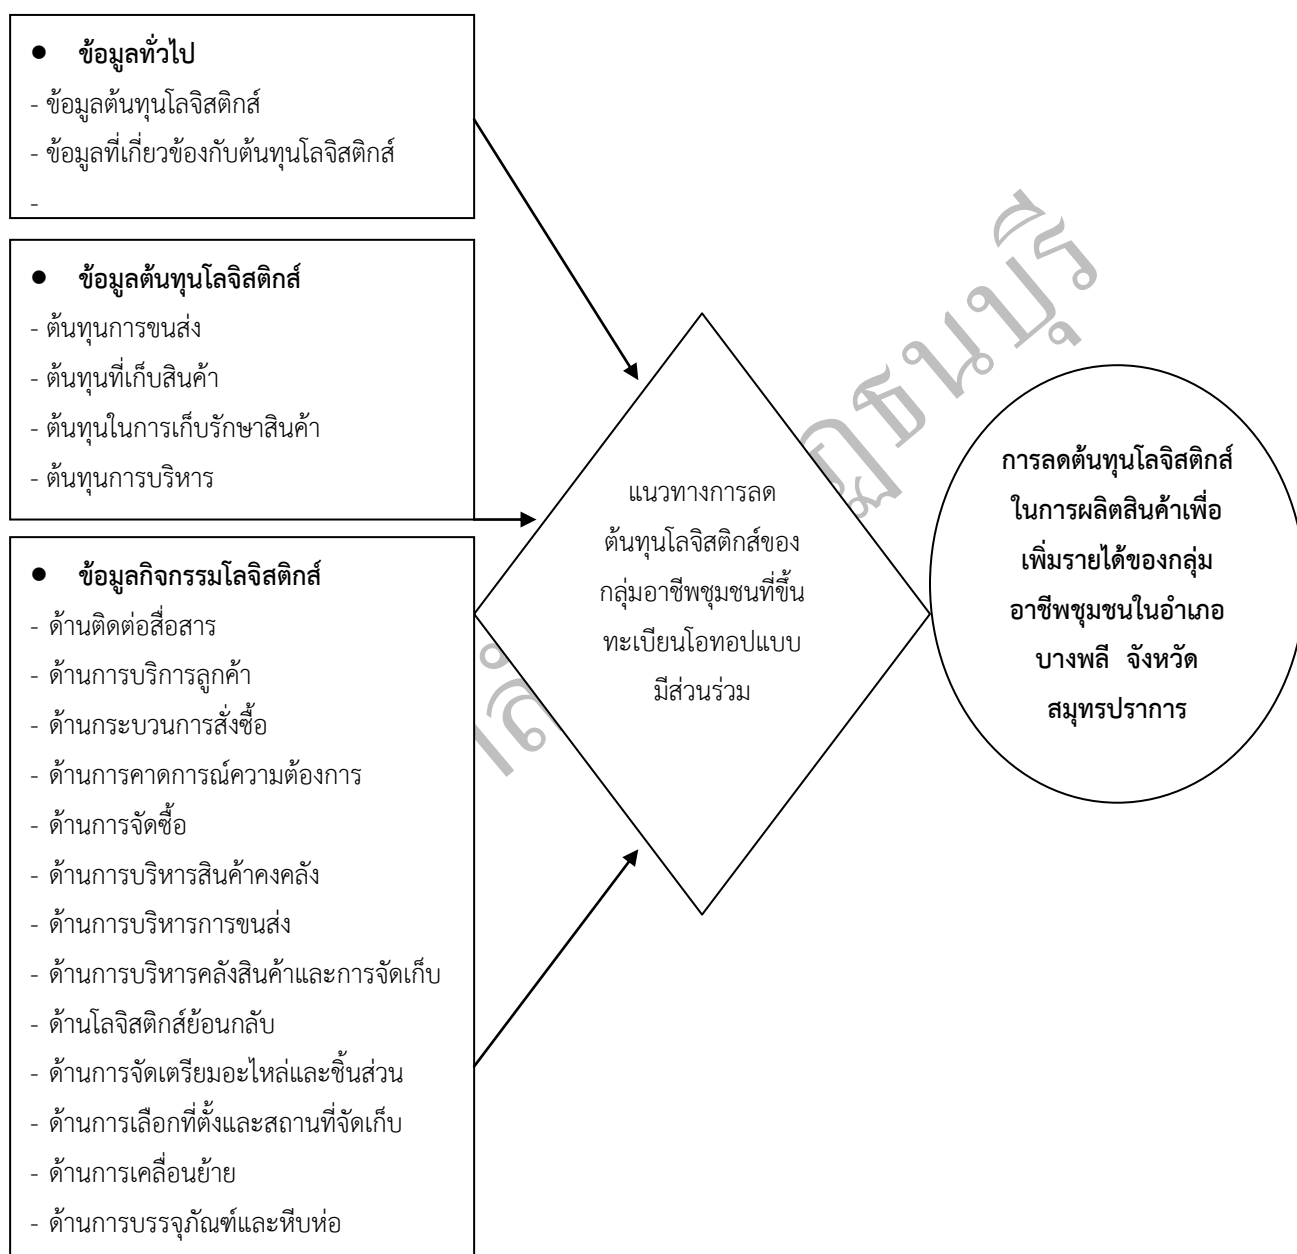 ● ข้อมูลทั่วไป
- ข้อมูลต้นทุนโลจิสติกส์
- ข้อมูลที่เกี่ยวข้องกับต้นทุนโลจิสติกส์
-
● ข้อมูลต้นทุนโลจิสติกส์
- ต้นทุนการขนส่ง
- ต้นทุนที่เก็บสินค้า
- ต้นทุนในการเก็บรักษาสินค้า
- ต้นทุนการบริหาร
● ข้อมูลกิจกรรมโลจิสติกส์
- ด้านติดต่อสื่อสาร
- ด้านการบริการลูกค้า
- ด้านกระบวนการสั่งซื้อ
- ด้านการคาดการณ์ความต้องการ
- ด้านการจัดซื้อ
- ด้านการบริหารสินค้าคงคลัง
- ด้านการบริหารการขนส่ง
- ด้านการบริหารคลังสินค้าและการจัดเก็บ
- ด้านโลจิสติกส์ย้อนกลับ
- ด้านการจัดเตรียมอะไหล่และชิ้นส่วน
- ด้านการเลือกที่ตั้งและสถานที่จัดเก็บ
- ด้านการเคลื่อนย้าย
- ด้านการบรรจุภัณฑ์และหีบห่อ
แนวทางการลด
ต้นทุนโลจิสติกส์ของ
กลุ่มอาชีพชุมชนที่ขึ้น
ทะเบียนโอทอปแบบ
มีส่วนร่วม
การลดต้นทุนโลจิสติกส์
ในการผลิตสินค้าเพื่อ
เพิ่มรายได้ของกลุ่ม
อาชีพชุมชนในอำเภอ
บางพลี จังหวัด
สมุทรปราการ